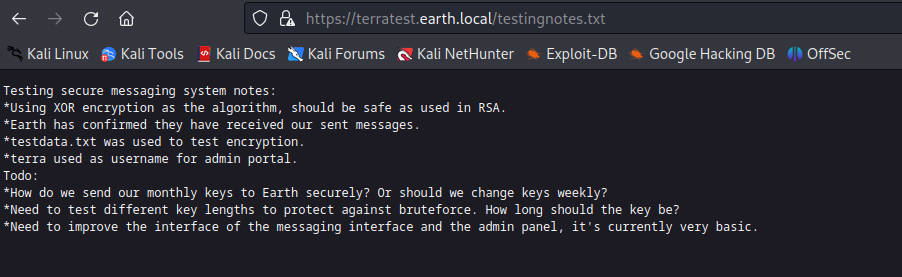 https://terratest.earth.local/testingnotes.txt
Kali Linux Kali Tools Kali Docs Kali Forums Kali NetHunter Exploit-DB Google Hacking DB OffSec
Testing secure messaging system notes:
*Using XOR encryption as the algorithm, should be safe as used in RSA.
*Earth has confirmed they have received our sent messages.
*testdata.txt was used to test encryption.
*terra used as username for admin portal.
Todo:
*How do we send our monthly keys to Earth securely? Or should we change keys weekly?
*Need to test different key lengths to protect against bruteforce. How long should the key be?
*Need to improve the interface of the messaging interface and the admin panel, it's currently very basic.